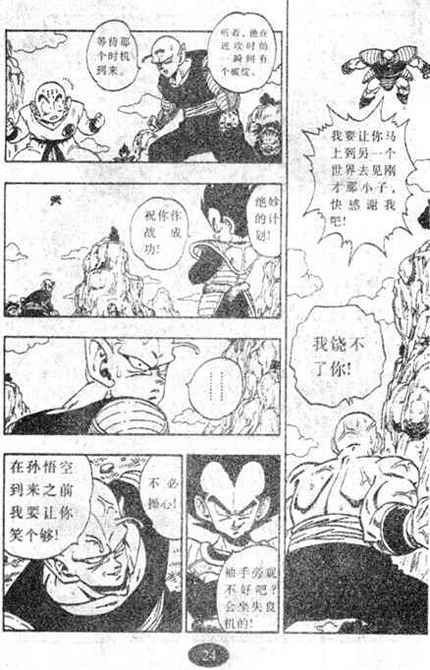 我要让你马
上到另一个
世界去见刚
才那小子，
快感谢我
吧！
我饶不
了你！
听着，他在
进攻时的
一瞬间有
个破绽。
等待那
个时机
到来。
绝妙
的计
划！
祝你作
战成
功！
………
………
袖手旁观
不好吧？
会坐失良
机的！
不必
操心！
在孙悟空
到来之前
我要让你
笑个够！
24